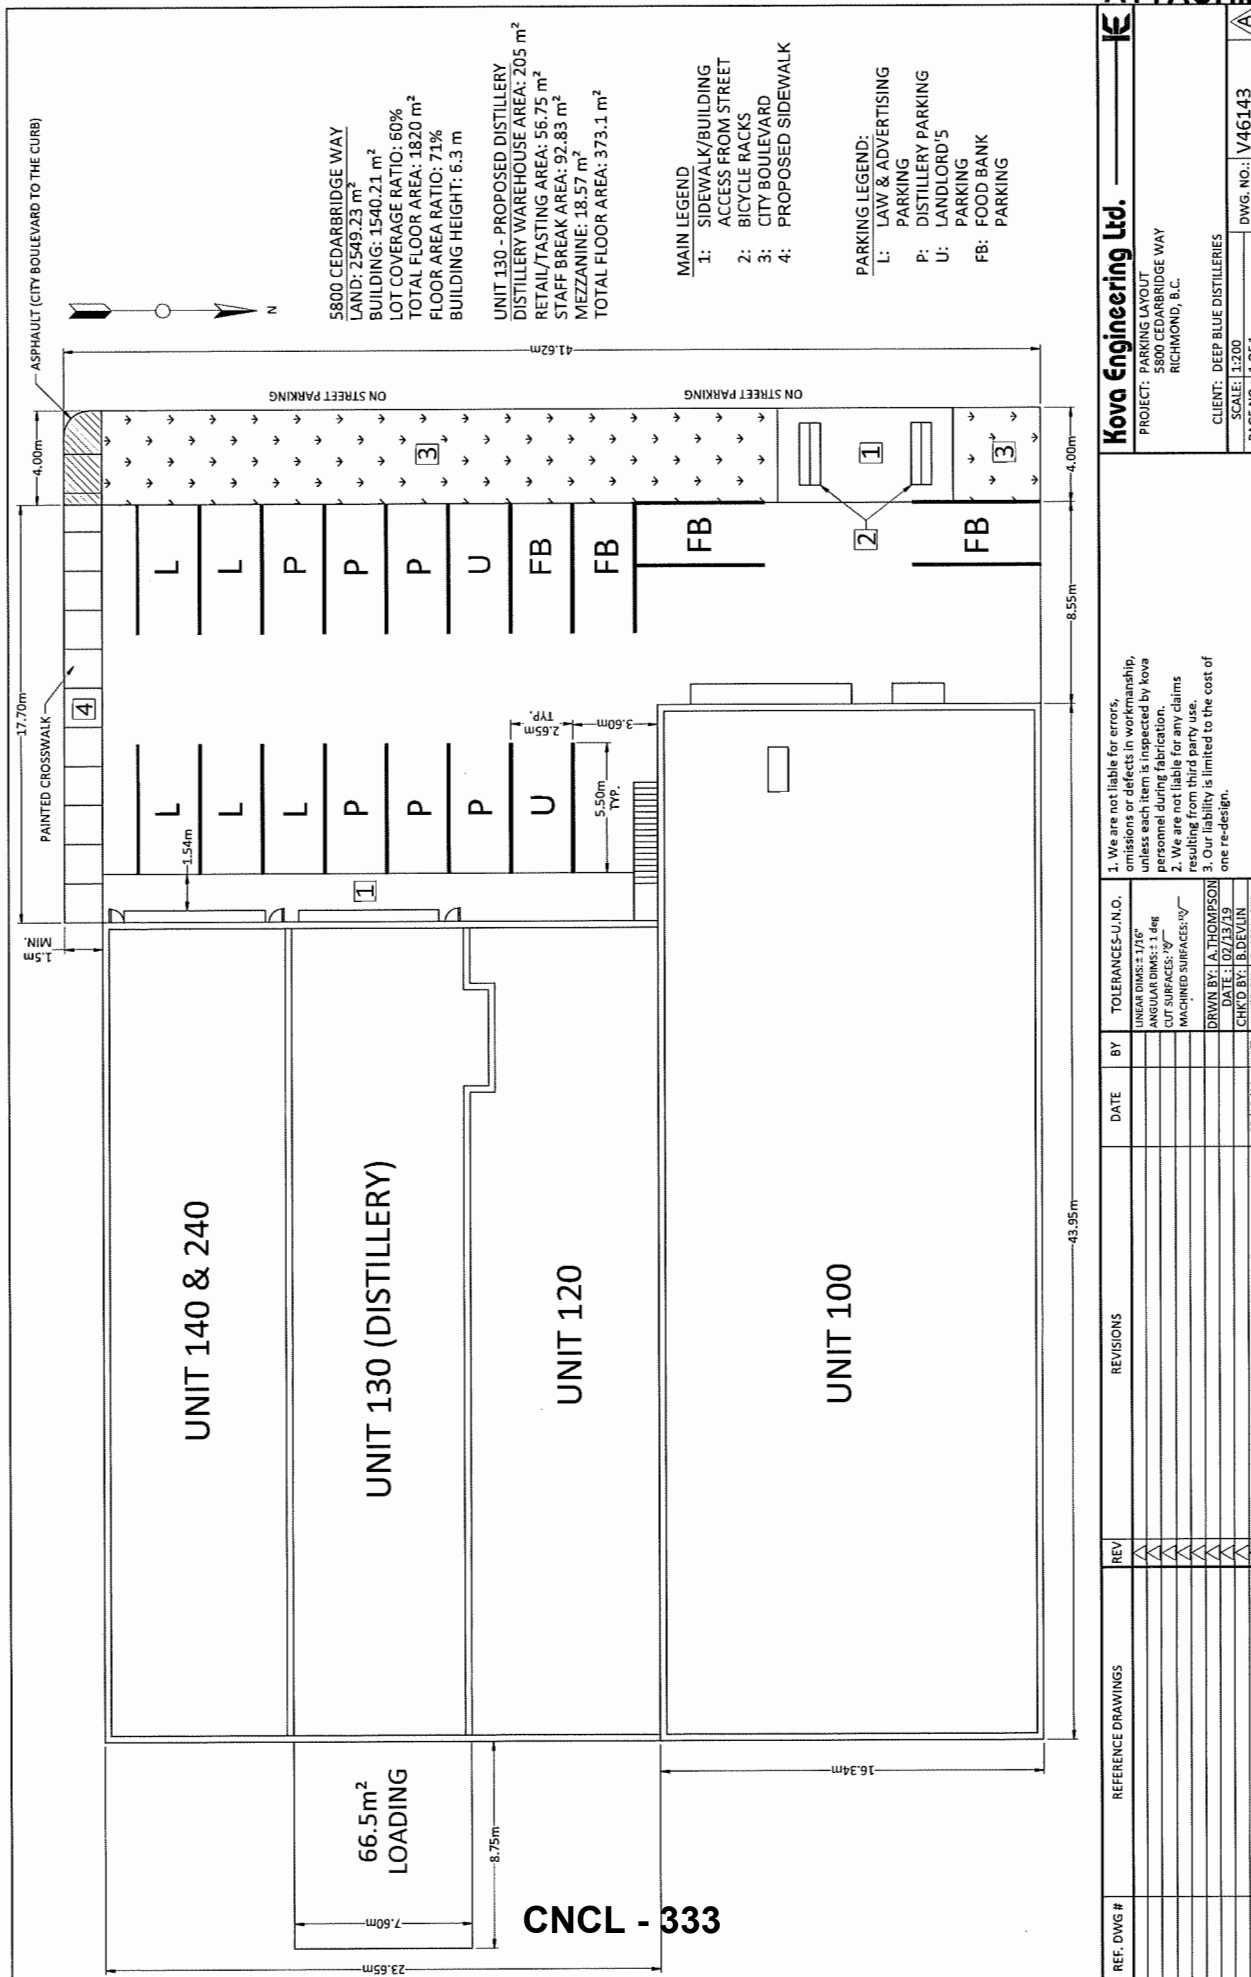 ASPHAULT (CITY BOULEVARD TO THE CURB)
4.00m
17.70m
PAINTED CROSSWALK
4
1.5m
MIN.
N
5800 CEDARBRIDGE WAY
LAND: 2549.23 m²
BUILDING: 1540.21 m²
LOT COVERAGE RATIO: 60%
TOTAL FLOOR AREA: 1820 m²
FLOOR AREA RATIO: 71%
BUILDING HEIGHT: 6.3 m
UNIT 130 - PROPOSED DISTILLERY
DISTILLERY WAREHOUSE AREA: 205 m²
RETAIL/TASTING AREA: 56.75 m²
STAFF BREAK AREA: 92.83 m²
MEZZANINE: 18.57 m²
TOTAL FLOOR AREA: 373.1 m²
MAIN LEGEND
1: SIDEWALK/BUILDING
ACCESS FROM STREET
2: BICYCLE RACKS
3: CITY BOULEVARD
4: PROPOSED SIDEWALK
PARKING LEGEND:
L: LAW & ADVERTISING
PARKING
P: DISTILLERY PARKING
U: LANDLORD'5
PARKING
FB: FOOD BANK
PARKING
41.62m
ON STREET PARKING
ON STREET PARKING
3
1
3
4.00m
2
L
L
P
P
P
U
FB
FB
FB
FB
8.55m
L
L
L
P
P
P
U
1.54m
1
2.65m
TYP.
3.60m
5.50m
TYP.
UNIT 140 & 240
UNIT 130 (DISTILLERY)
UNIT 120
UNIT 100
43.95m
66.5m²
LOADING
8.75m
7.60m
23.65m
16.34m
CNCL - 333
REF. DWG #
REFERENCE DRAWINGS
REV
REVISIONS
DATE
BY
TOLERANCES-U.N.O.
LINEAR DIMS:± 1/16"
ANGULAR DIMS:± 1 deg
CUT SURFACES:
MACHINED SURFACES:
DRWN BY: A.THOMPSON
DATE: 02/13/19
CHK'D BY: B.DEVLIN
1. We are not liable for errors,
omissions or defects in workmanship,
unless each item is inspected by kova
personnel during fabrication.
2. We are not liable for any claims
resulting from third party use.
3. Our liability is limited to the cost of
one re-design.
Kova Engineering Ltd.
PROJECT: PARKING LAYOUT
5800 CEDARBRIDGE WAY
RICHMOND, B.C.
CLIENT: DEEP BLUE DISTILLERIES
SCALE: 1:200
DWG. NO.: V46143
A